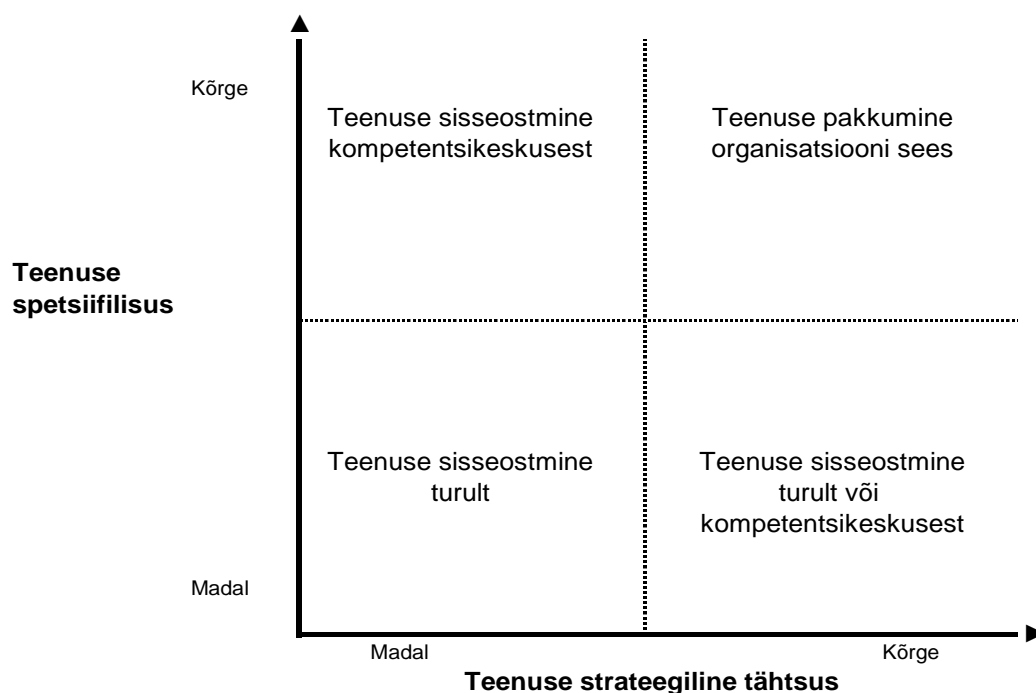 Kõrge
Teenuse sisseostmine
kompetentsikeskusest
Teenuse pakkumine
organisatsiooni sees
Teenuse
spetsiifilisus
Teenuse sisseostmine
turult
Teenuse sisseostmine
turult või
kompetentsikeskusest
Madal
Madal
Kõrge
Teenuse strateegiline tähtsus